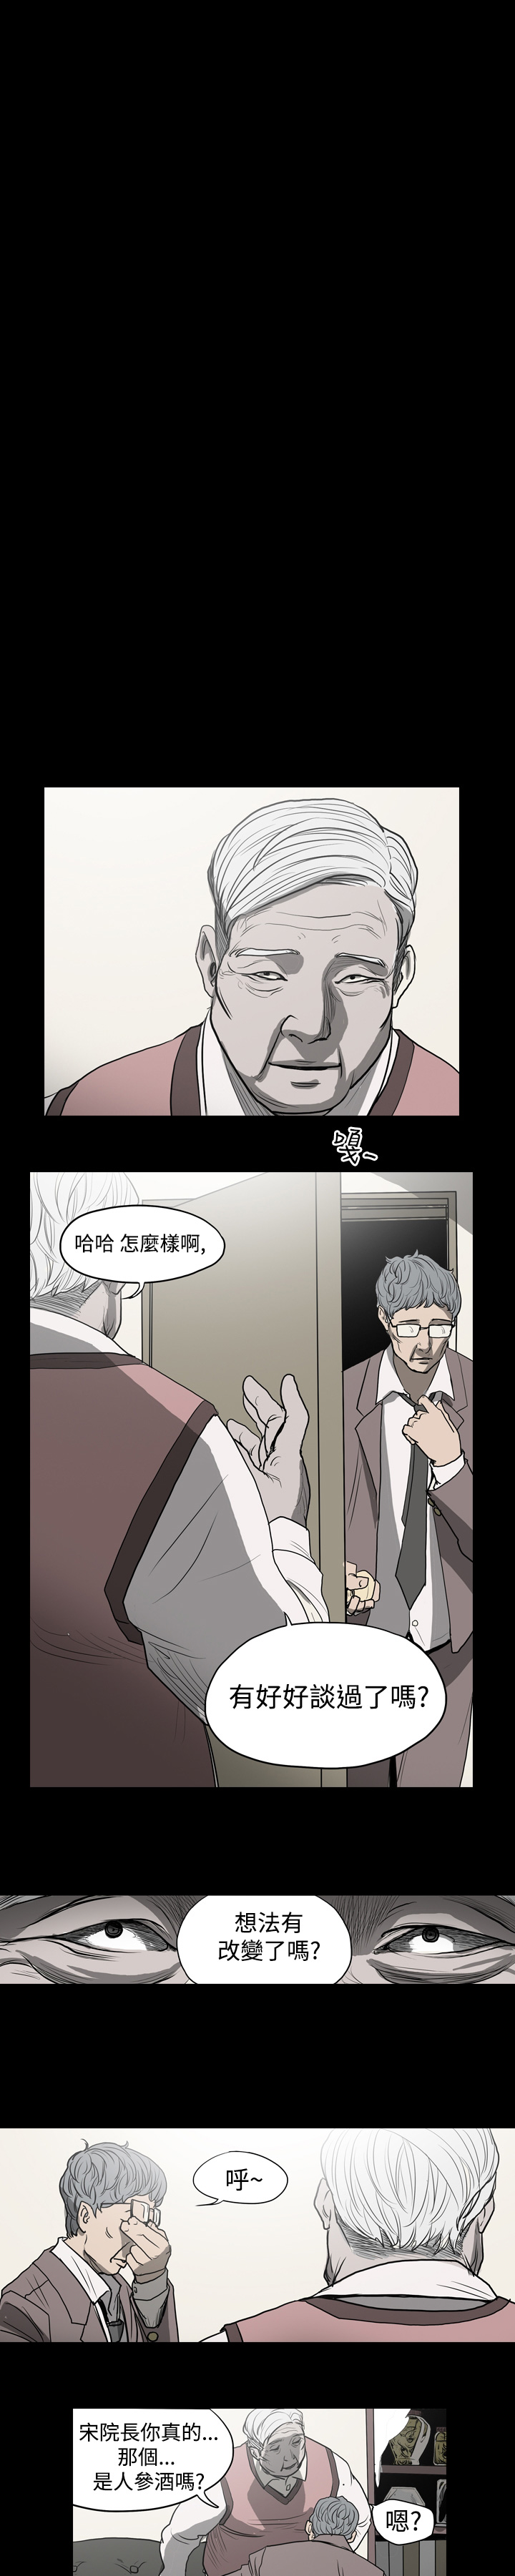 嘎~
哈哈 怎麼樣啊,
有好好談過了嗎?
想法有
改變了嗎?
呼~
宋院長你真的...
那個...
是人參酒嗎?
嗯?